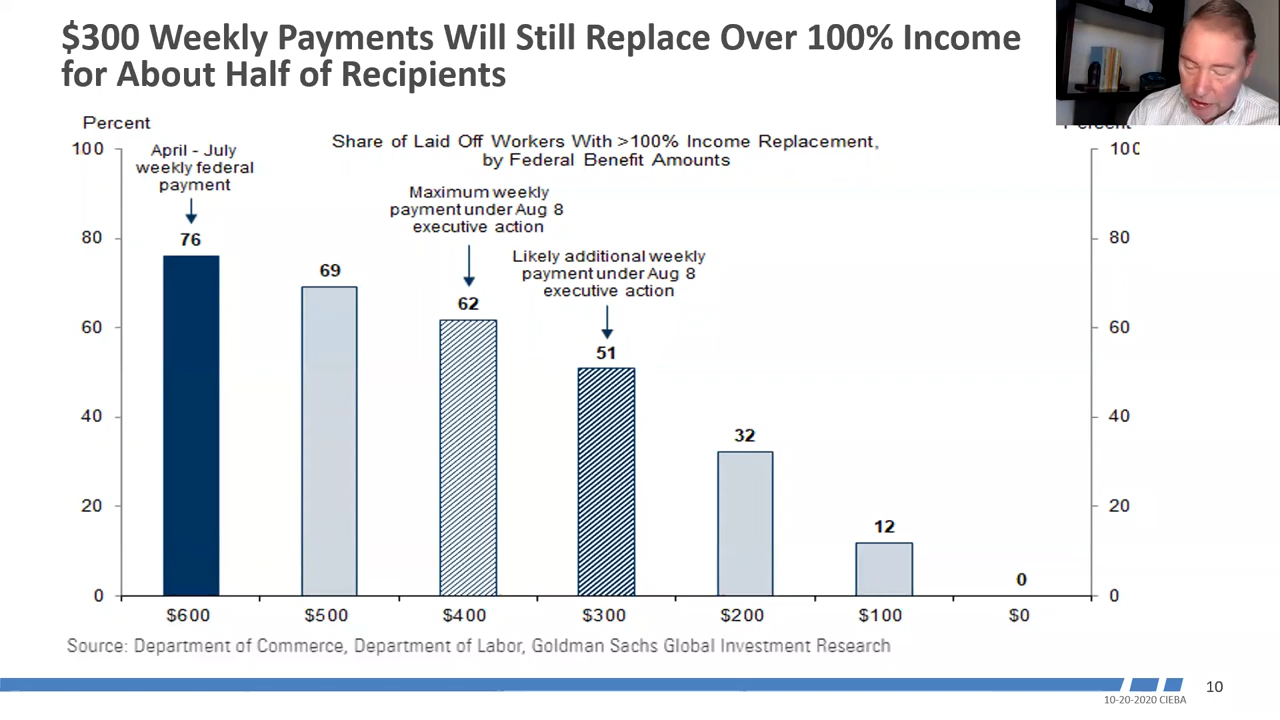 $300 Weekly Payments Will Still Replace Over 100% Income
for About Half of Recipients
Percent
Percent
Share of Laid Off Workers With >100% Income Replacement,
by Federal Benefit Amounts
April - July
weekly federal
payment
Maximum weekly
payment under Aug 8
executive action
Likely additional weekly
payment under Aug 8
executive action
100
80
60
40
20
0
76
69
62
51
32
12
0
100
80
60
40
20
0
$600
$500
$400
$300
$200
$100
$0
Source: Department of Commerce, Department of Labor, Goldman Sachs Global Investment Research
10-20-2020 CIEBA
10